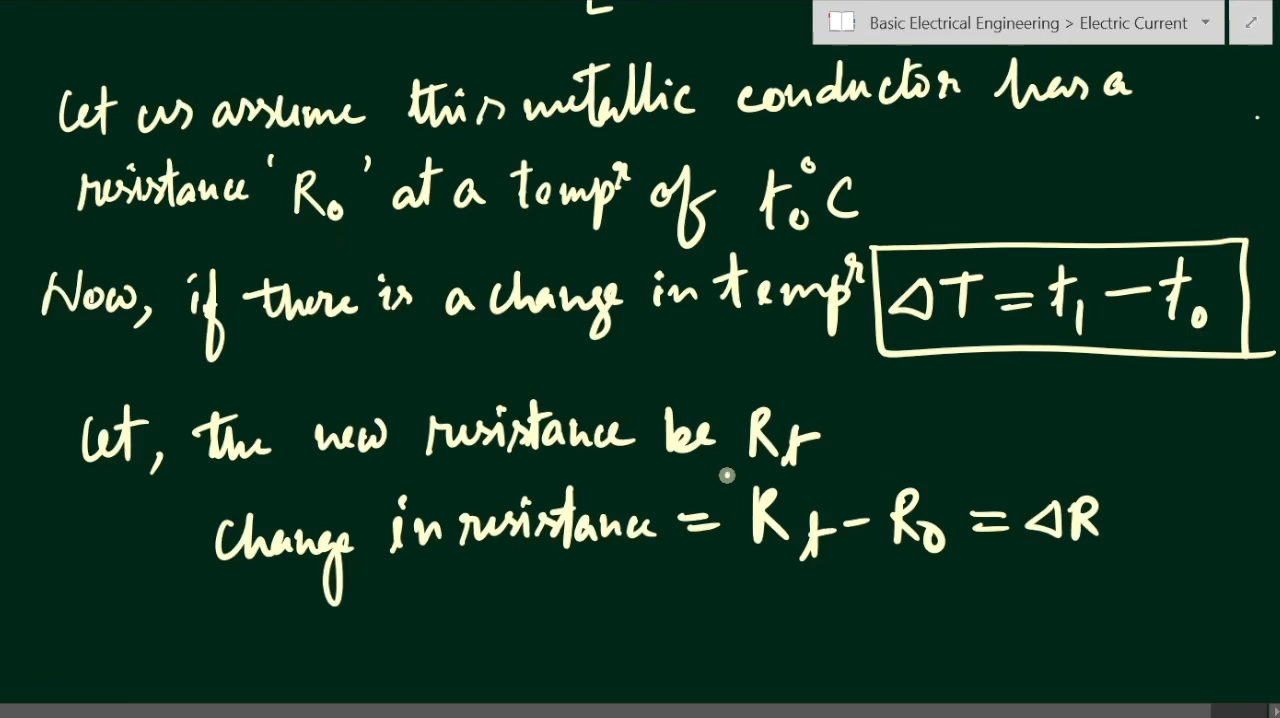 Basic Electrical Engineering > Electric Current
Let us assume this metallic conductor has a
resistance 'R₀' at a tempʳ of t₀°C
Now, if there is a change in tempʳ ΔT = t₁ − t₀
Let, the new resistance be Rₜ
change in resistance = Rₜ − R₀ = ΔR